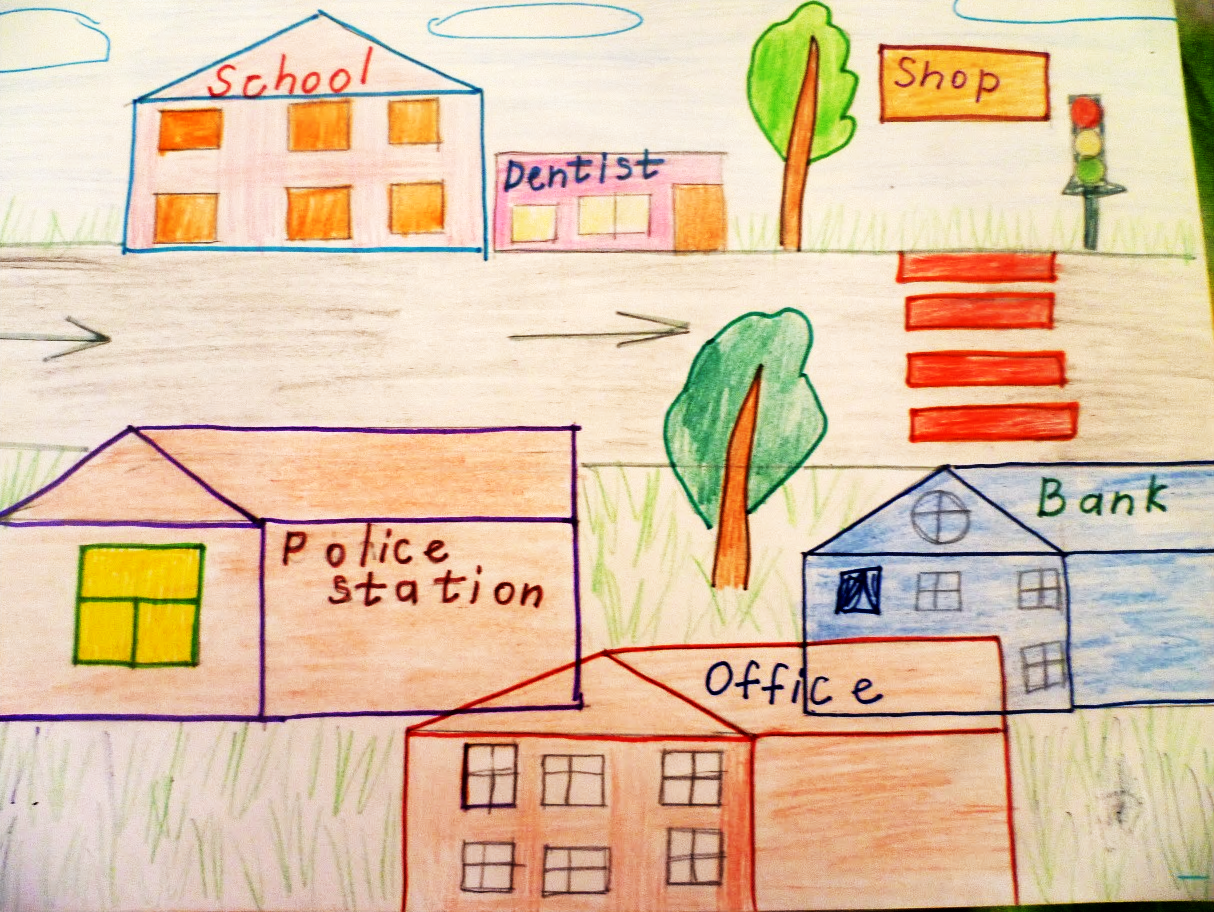 School
Dentist
Shop
Police
station
Bank
Office